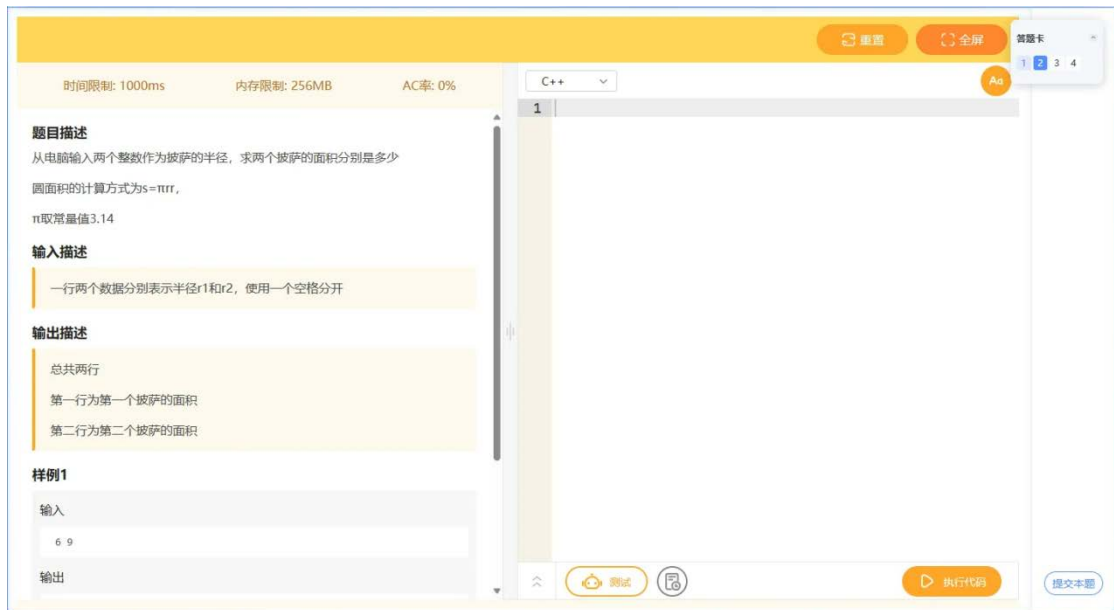 重置
全屏
答题卡
1 2 3 4
时间限制: 1000ms
内存限制: 256MB
AC率: 0%
C++
Aa
1
题目描述
从电脑输入两个整数作为披萨的半径，求两个披萨的面积分别是多少
圆面积的计算方式为s=πrr，
π取常量值3.14
输入描述
一行两个数据分别表示半径r1和r2，使用一个空格分开
输出描述
总共两行
第一行为第一个披萨的面积
第二行为第二个披萨的面积
样例1
输入
6 9
输出
测试
执行代码
提交本题